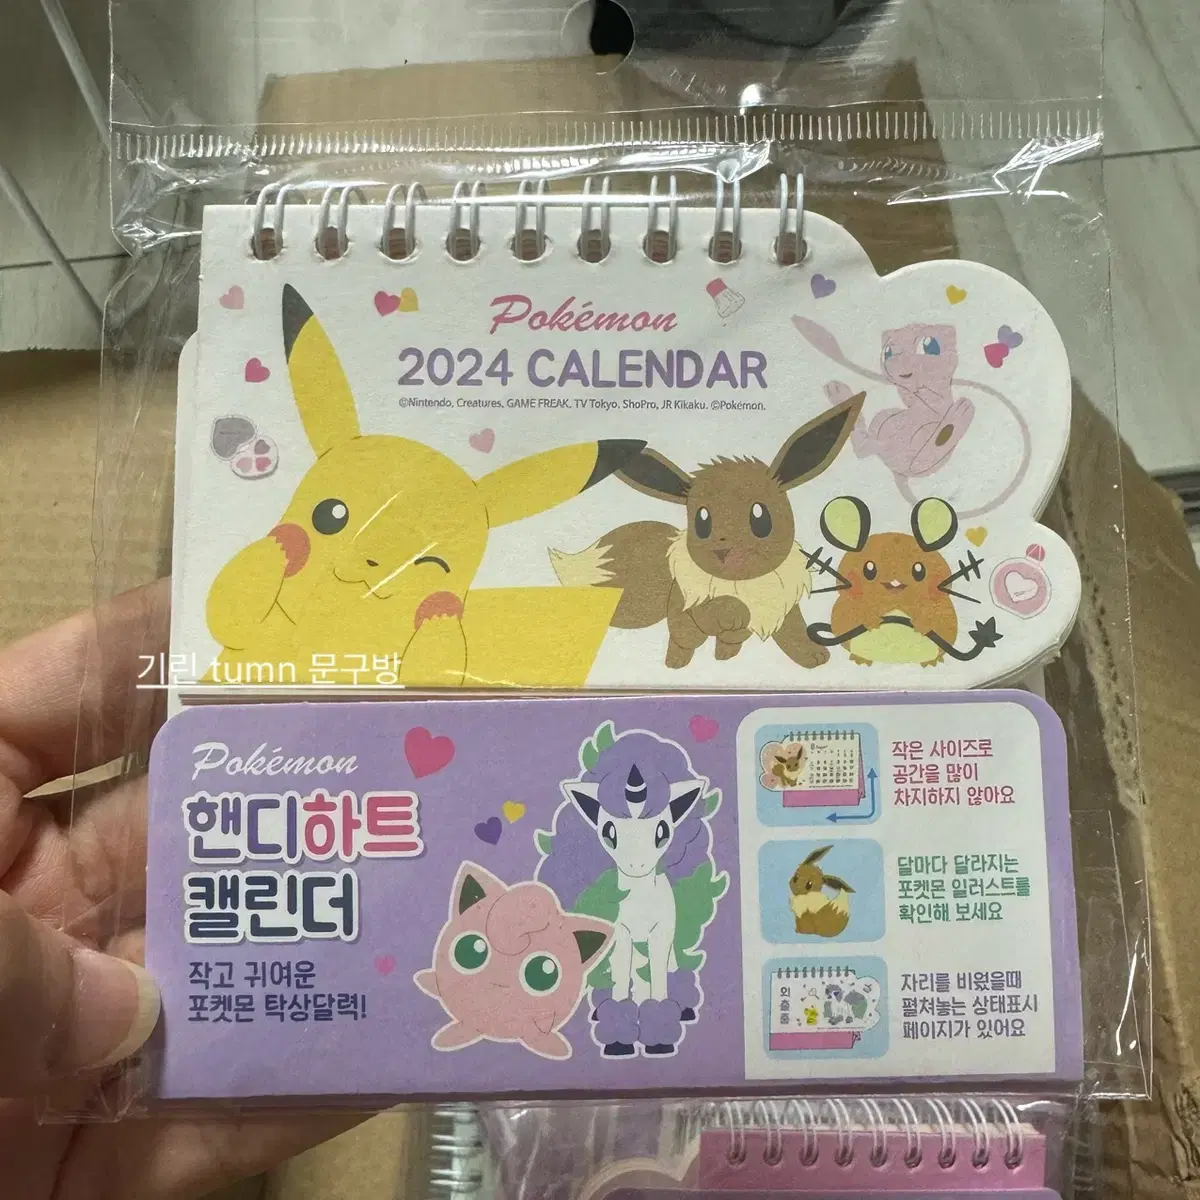 Pokémon
2024 CALENDAR
©Nintendo, Creatures, GAME FREAK, TV Tokyo, ShoPro, JR Kikaku. ©Pokémon.
기린 tumn 문구방
Pokémon
핸디하트
캘린더
작고 귀여운
포켓몬 탁상달력!
작은 사이즈로
공간을 많이
차지하지 않아요
달마다 달라지는
포켓몬 일러스트를
확인해 보세요
외출중
자리를 비웠을때
펼쳐놓는 상태표시
페이지가 있어요